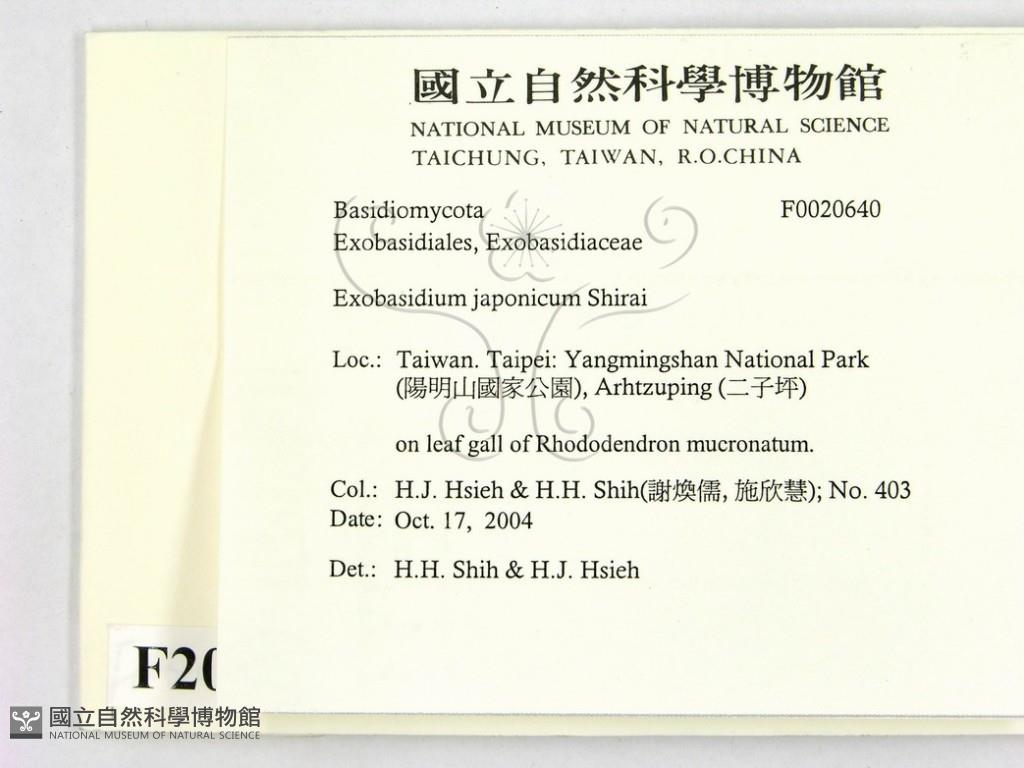 國立自然科學博物館
NATIONAL MUSEUM OF NATURAL SCIENCE
TAICHUNG, TAIWAN, R.O.CHINA
Basidiomycota F0020640
Exobasidiales, Exobasidiaceae
Exobasidium japonicum Shirai
Loc.: Taiwan. Taipei: Yangmingshan National Park
(陽明山國家公園), Arhtzuping (二子坪)
on leaf gall of Rhododendron mucronatum.
Col.: H.J. Hsieh & H.H. Shih(謝煥儒, 施欣慧); No. 403
Date: Oct. 17, 2004
Det.: H.H. Shih & H.J. Hsieh
F20
國立自然科學博物館
NATIONAL MUSEUM OF NATURAL SCIENCE